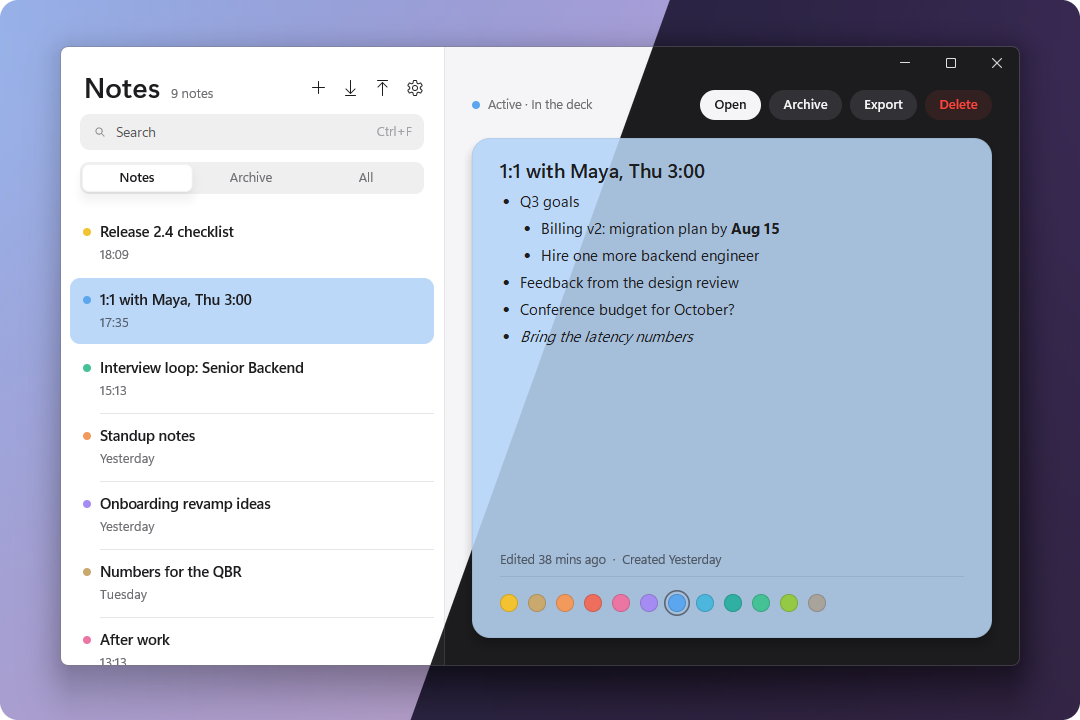 Notes 9 notes
Search Ctrl+F
Notes Archive All
Release 2.4 checklist
18:09
1:1 with Maya, Thu 3:00
17:35
Interview loop: Senior Backend
15:13
Standup notes
Yesterday
Onboarding revamp ideas
Yesterday
Numbers for the QBR
Tuesday
After work
13:13
Active · In the deck
Open Archive Export Delete
1:1 with Maya, Thu 3:00
• Q3 goals
• Billing v2: migration plan by Aug 15
• Hire one more backend engineer
• Feedback from the design review
• Conference budget for October?
• Bring the latency numbers
Edited 38 mins ago · Created Yesterday